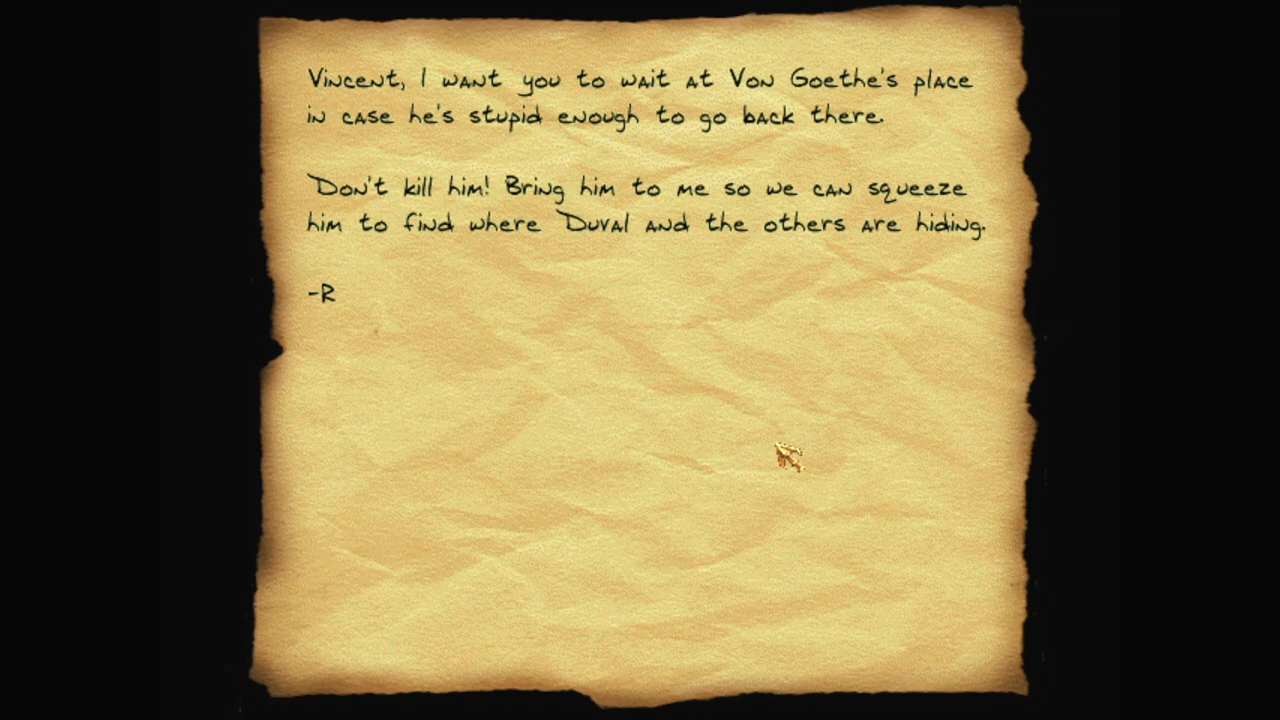 Vincent, I want you to wait at Von Goethe's place
in case he's stupid enough to go back there.
Don't kill him! Bring him to me so we can squeeze
him to find where Duval and the others are hiding.
-R